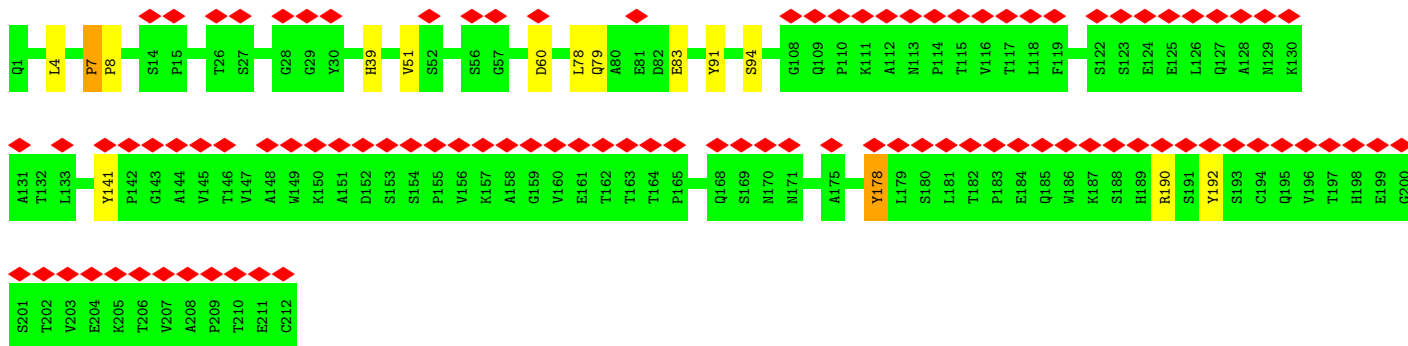 Q1 L4 P7 P8 S14 P15 T26 S27 G28 G29 Y30 H39 V51 S52 S56 G57 D60 L78 Q79 A80 E81 D82 E83 Y91 S94 G108 Q109 P110 K111 A112 N113 P114 T115 V116 T117 L118 F119 S122 S123 E124 E125 L126 Q127 A128 N129 K130
A131 T132 L133 Y141 P142 G143 A144 V145 T146 V147 A148 W149 K150 A151 D152 S153 S154 P155 V156 K157 A158 G159 V160 E161 T162 T163 T164 P165 Q168 S169 N170 N171 A175 Y178 L179 S180 L181 T182 P183 E184 Q185 W186 K187 S188 H189 R190 S191 Y192 S193 C194 Q195 V196 T197 H198 E199 G200
S201 T202 V203 E204 K205 T206 V207 A208 P209 T210 E211 C212